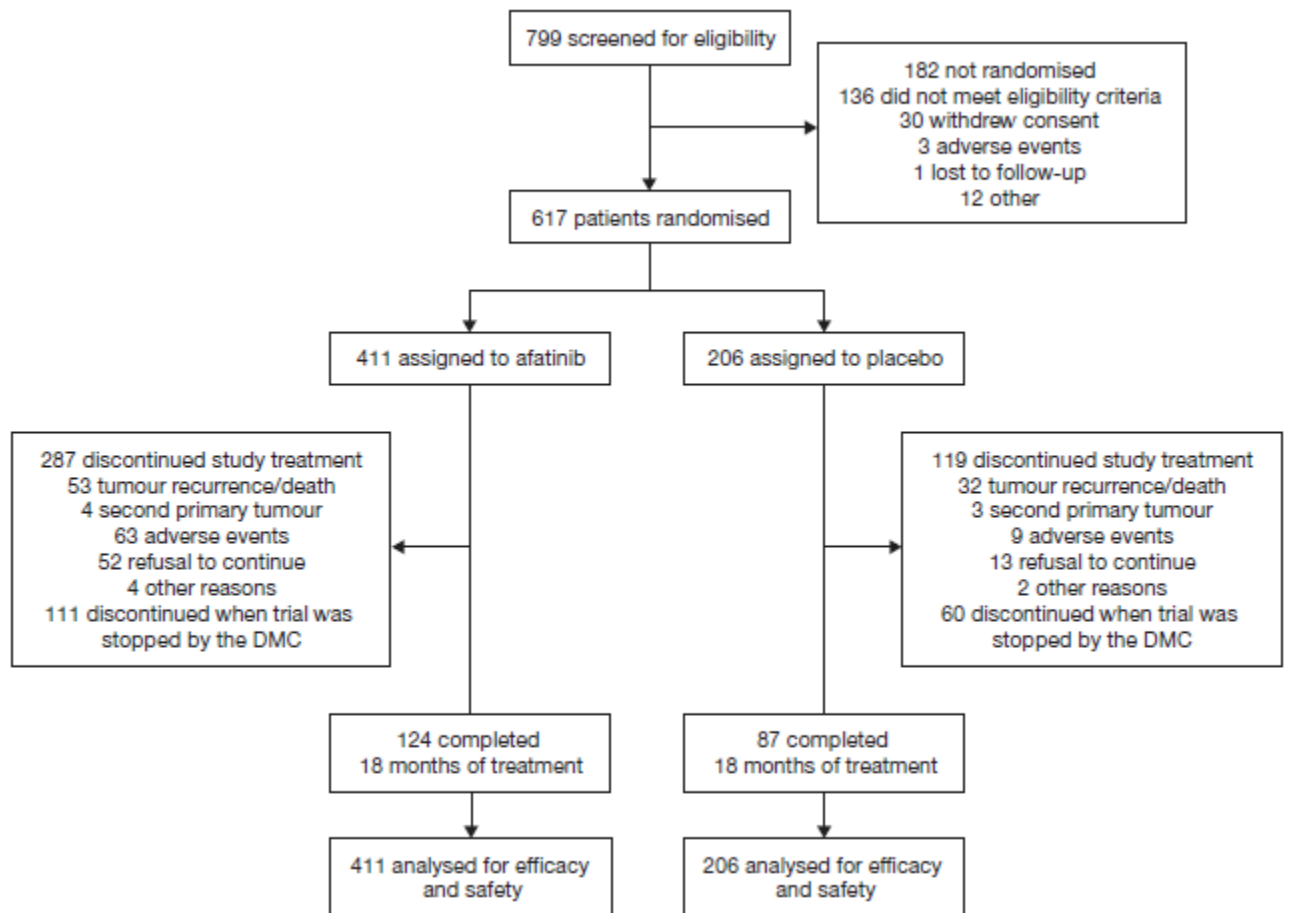 799 screened for eligibility
182 not randomised
136 did not meet eligibility criteria
30 withdrew consent
3 adverse events
1 lost to follow-up
12 other
617 patients randomised
411 assigned to afatinib
206 assigned to placebo
287 discontinued study treatment
53 tumour recurrence/death
4 second primary tumour
63 adverse events
52 refusal to continue
4 other reasons
111 discontinued when trial was
stopped by the DMC
119 discontinued study treatment
32 tumour recurrence/death
3 second primary tumour
9 adverse events
13 refusal to continue
2 other reasons
60 discontinued when trial was
stopped by the DMC
124 completed
18 months of treatment
87 completed
18 months of treatment
411 analysed for efficacy
and safety
206 analysed for efficacy
and safety